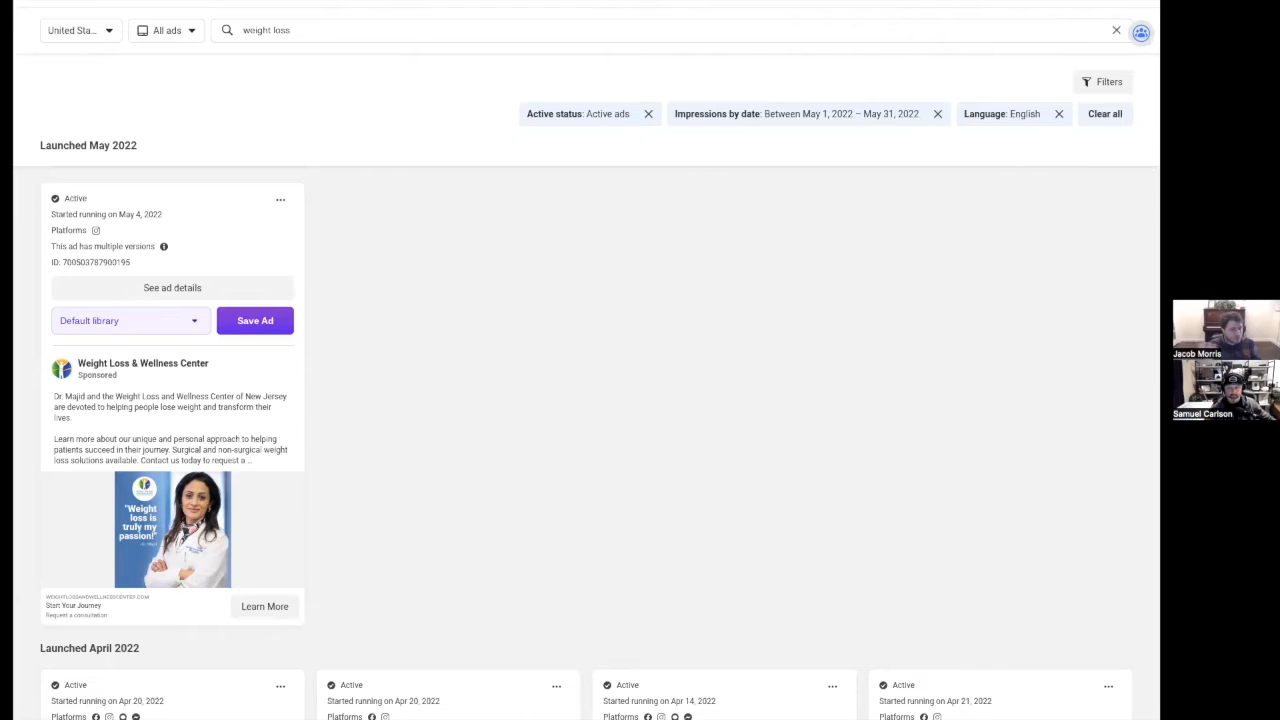 United Sta...
All ads
weight loss
Filters
Active status: Active ads
Impressions by date: Between May 1, 2022 – May 31, 2022
Language: English
Clear all
Launched May 2022
Active
Started running on May 4, 2022
Platforms
This ad has multiple versions
ID: 700503787900195
See ad details
Default library
Save Ad
Weight Loss & Wellness Center
Sponsored
Dr. Majid and the Weight Loss and Wellness Center of New Jersey
are devoted to helping people lose weight and transform their
lives.
Learn more about our unique and personal approach to helping
patients succeed in their journey. Surgical and non-surgical weight
loss solutions available. Contact us today to request a ...
"Weight
loss is
truly my
passion!"
WEIGHTLOSSANDWELLNESSCENTER.COM
Start Your Journey
Request a consultation
Learn More
Jacob Morris
Samuel Carlson
Launched April 2022
Active
Started running on Apr 20, 2022
Platforms
Active
Started running on Apr 20, 2022
Platforms
Active
Started running on Apr 14, 2022
Platforms
Active
Started running on Apr 21, 2022
Platforms